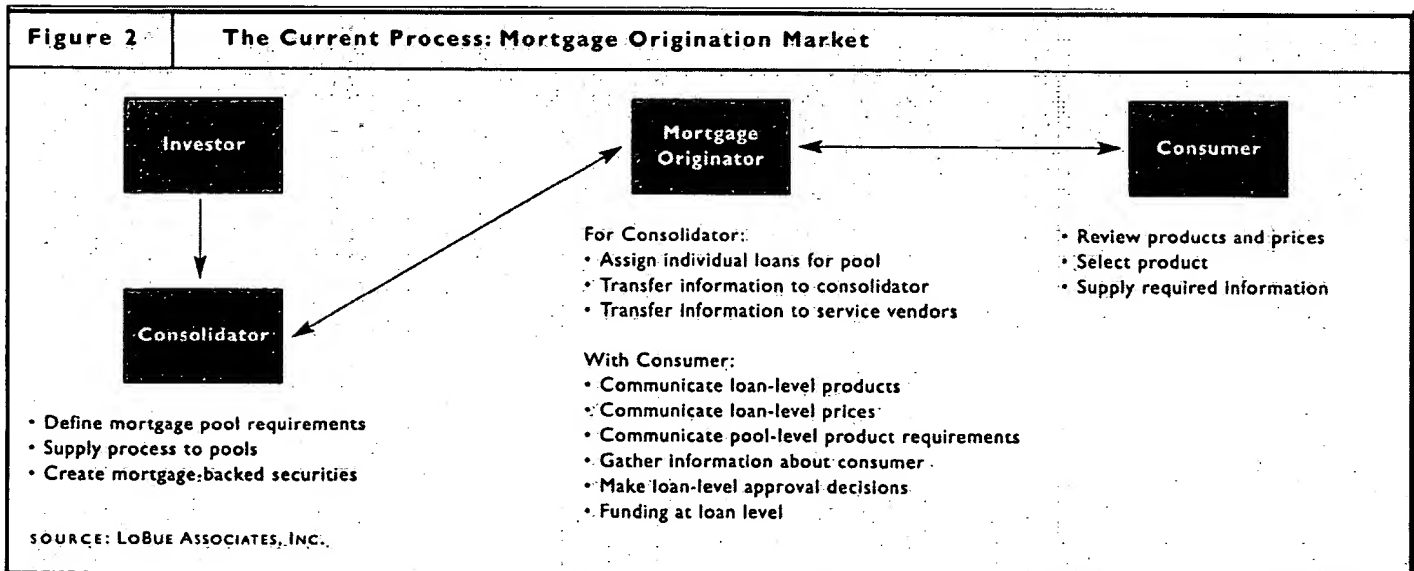 Figure 2
The Current Process: Mortgage Origination Market
Investor
Consolidator
• Define mortgage pool requirements
• Supply process to pools
• Create mortgage-backed securities
Mortgage
Originator
For Consolidator:
• Assign individual loans for pool
• Transfer information to consolidator
• Transfer information to service vendors
With Consumer:
• Communicate loan-level products
• Communicate loan-level prices
• Communicate pool-level product requirements
• Gather information about consumer
• Make loan-level approval decisions
• Funding at loan level
Consumer
• Review products and prices
• Select product
• Supply required information
SOURCE: LOBUE ASSOCIATES, INC.